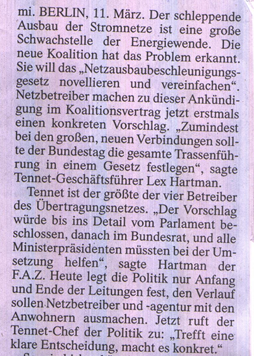 mi. BERLIN, 11. März. Der schleppende
Ausbau der Stromnetze ist eine große
Schwachstelle der Energiewende. Die
neue Koalition hat das Problem erkannt.
Sie will das „Netzausbaubeschleunigungs-
gesetz novellieren und vereinfachen“.
Netzbetreiber machen zu dieser Ankündi-
gung im Koalitionsvertrag jetzt erstmals
einen konkreten Vorschlag. „Zumindest
bei den großen, neuen Verbindungen soll-
te der Bundestag die gesamte Trassenfüh-
rung in einem Gesetz festlegen“, sagte
Tennet-Geschäftsführer Lex Hartman.
Tennet ist der größte der vier Betreiber
des Übertragungsnetzes. „Der Vorschlag
würde bis ins Detail vom Parlament be-
schlossen, danach im Bundesrat, und alle
Ministerpräsidenten müssten bei der Um-
setzung helfen“, sagte Hartman der
F.A.Z. Heute legt die Politik nur Anfang
und Ende der Leitungen fest, den Verlauf
sollen Netzbetreiber und -agentur mit den
Anwohnern ausmachen. Jetzt ruft der
Tennet-Chef der Politik zu: „Trefft eine
klare Entscheidung, macht es konkret.“